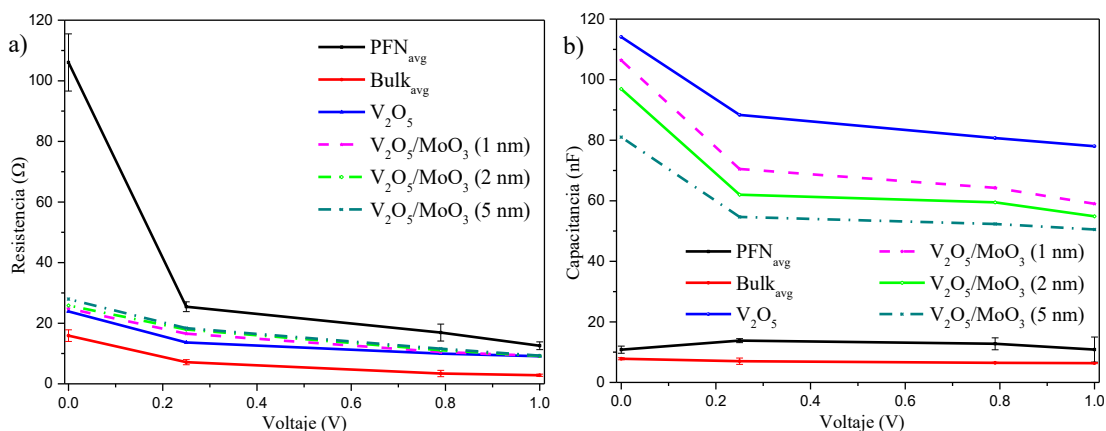 a)
Resistencia (Ω)
120
100
80
60
40
20
0
0.0 0.2 0.4 0.6 0.8 1.0
Voltaje (V)
PFNavg
Bulkavg
V2O5
V2O5/MoO3 (1 nm)
V2O5/MoO3 (2 nm)
V2O5/MoO3 (5 nm)
b)
Capacitancia (nF)
120
100
80
60
40
20
0
0.0 0.2 0.4 0.6 0.8 1.0
Voltaje (V)
PFNavg V2O5/MoO3 (1 nm)
Bulkavg V2O5/MoO3 (2 nm)
V2O5 V2O5/MoO3 (5 nm)